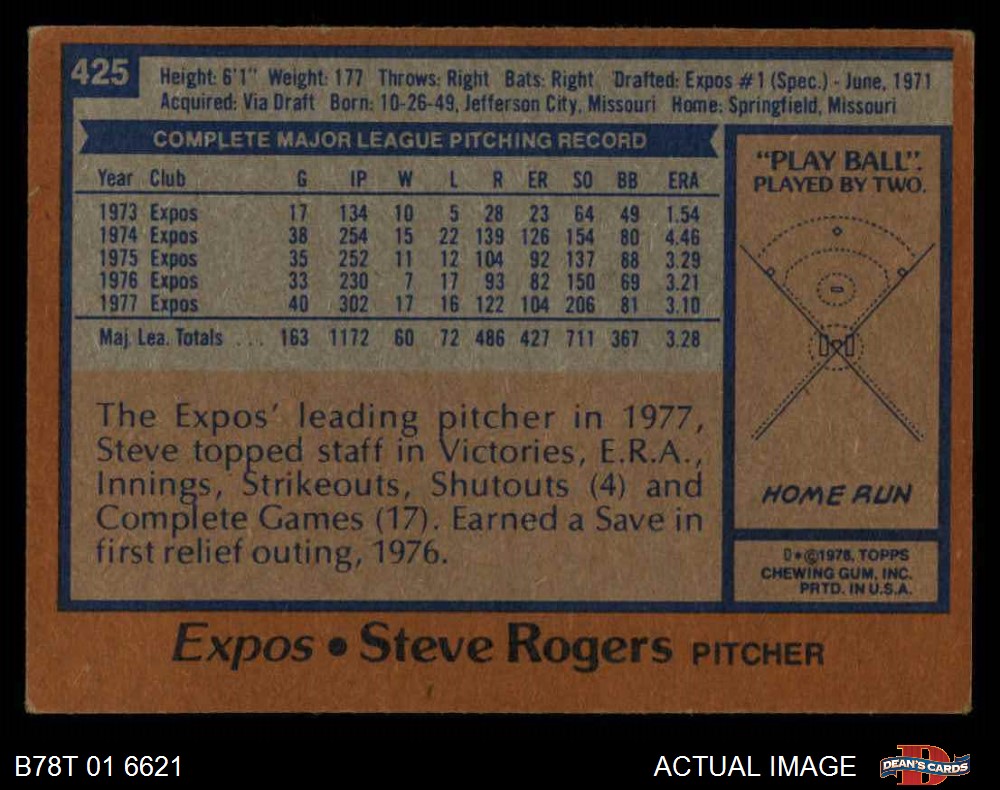 425
Height: 6'1" Weight: 177 Throws: Right Bats: Right Drafted: Expos #1 (Spec.) - June, 1971
Acquired: Via Draft Born: 10-26-49, Jefferson City, Missouri Home: Springfield, Missouri
COMPLETE MAJOR LEAGUE PITCHING RECORD
Year Club G IP W L R ER SO BB ERA
1973 Expos 17 134 10 5 28 23 64 49 1.54
1974 Expos 38 254 15 22 139 126 154 80 4.46
1975 Expos 35 252 11 12 104 92 137 88 3.29
1976 Expos 33 230 7 17 93 82 150 69 3.21
1977 Expos 40 302 17 16 122 104 206 81 3.10
Maj. Lea. Totals ... 163 1172 60 72 486 427 711 367 3.28
The Expos' leading pitcher in 1977,
Steve topped staff in Victories, E.R.A.,
Innings, Strikeouts, Shutouts (4) and
Complete Games (17). Earned a Save in
first relief outing, 1976.
"PLAY BALL".
PLAYED BY TWO.
HOME RUN
D*©1978, TOPPS
CHEWING GUM, INC.
PRTD. IN U.S.A.
Expos • Steve Rogers PITCHER
B78T 01 6621
ACTUAL IMAGE
D
DEAN'S CARDS